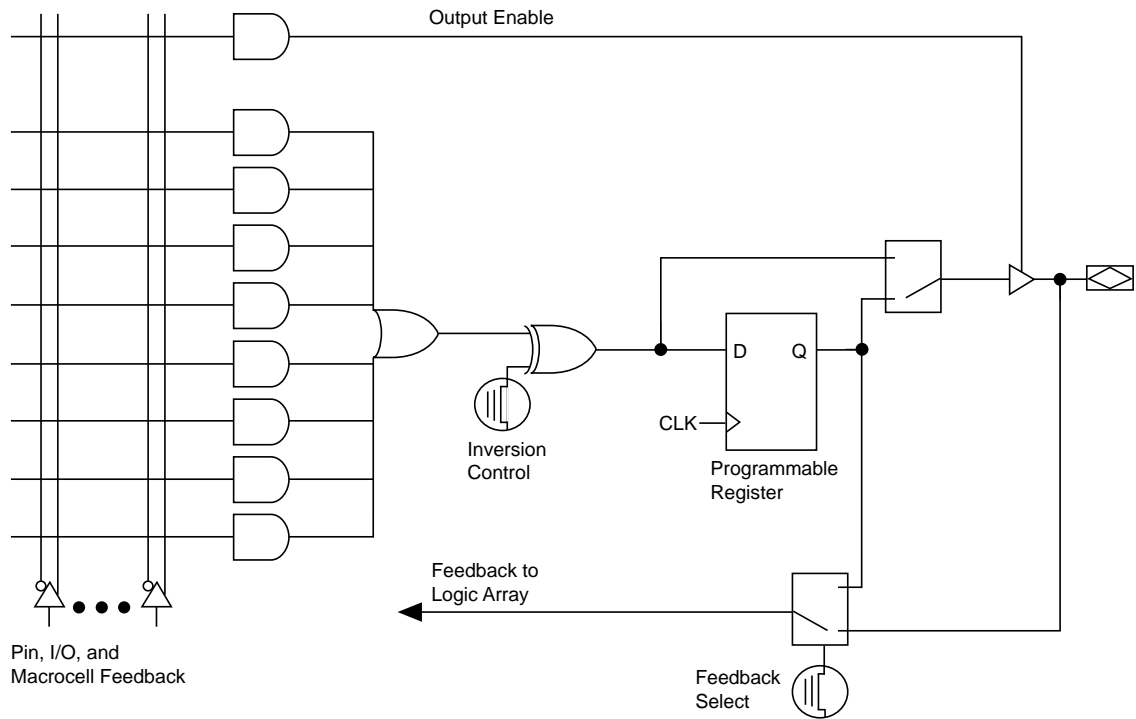 Output Enable
D
Q
CLK
Inversion
Control
Programmable
Register
Feedback to
Logic Array
Pin, I/O, and
Macrocell Feedback
Feedback
Select